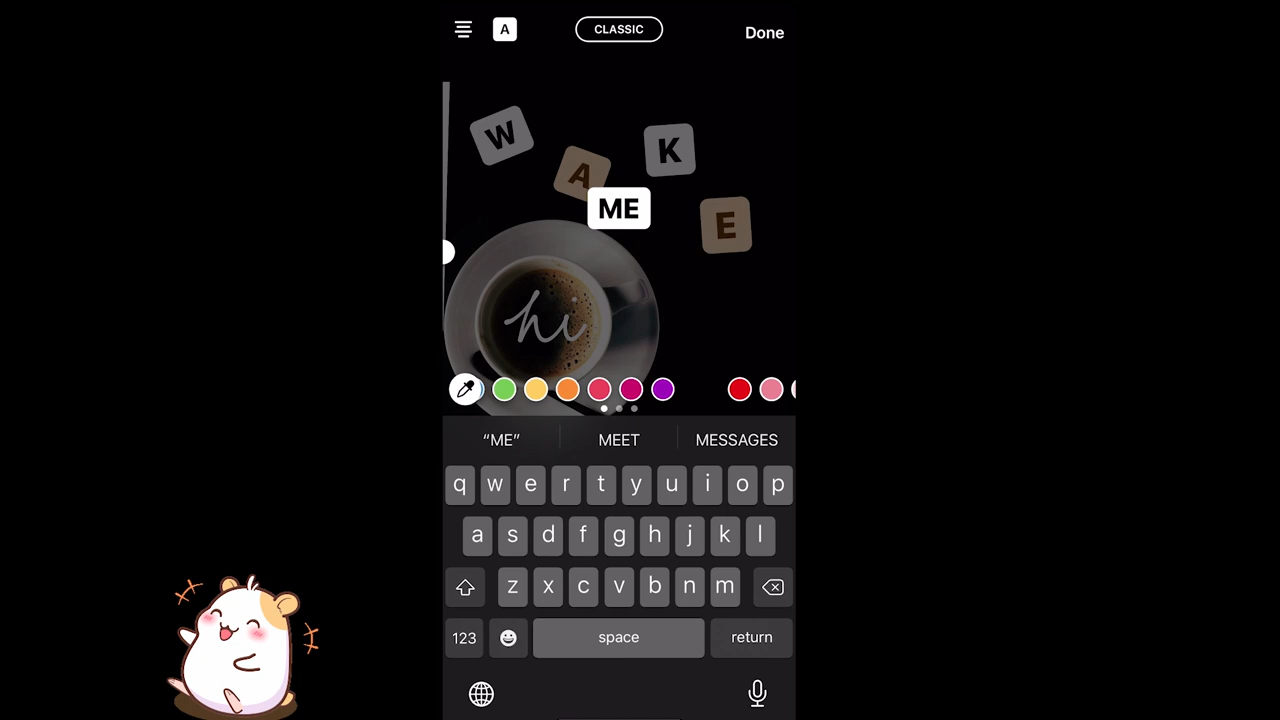 A CLASSIC Done
W
A
K
E
ME
hi
“ME” MEET MESSAGES
q w e r t y u i o p
a s d f g h j k l
z x c v b n m
123 space return